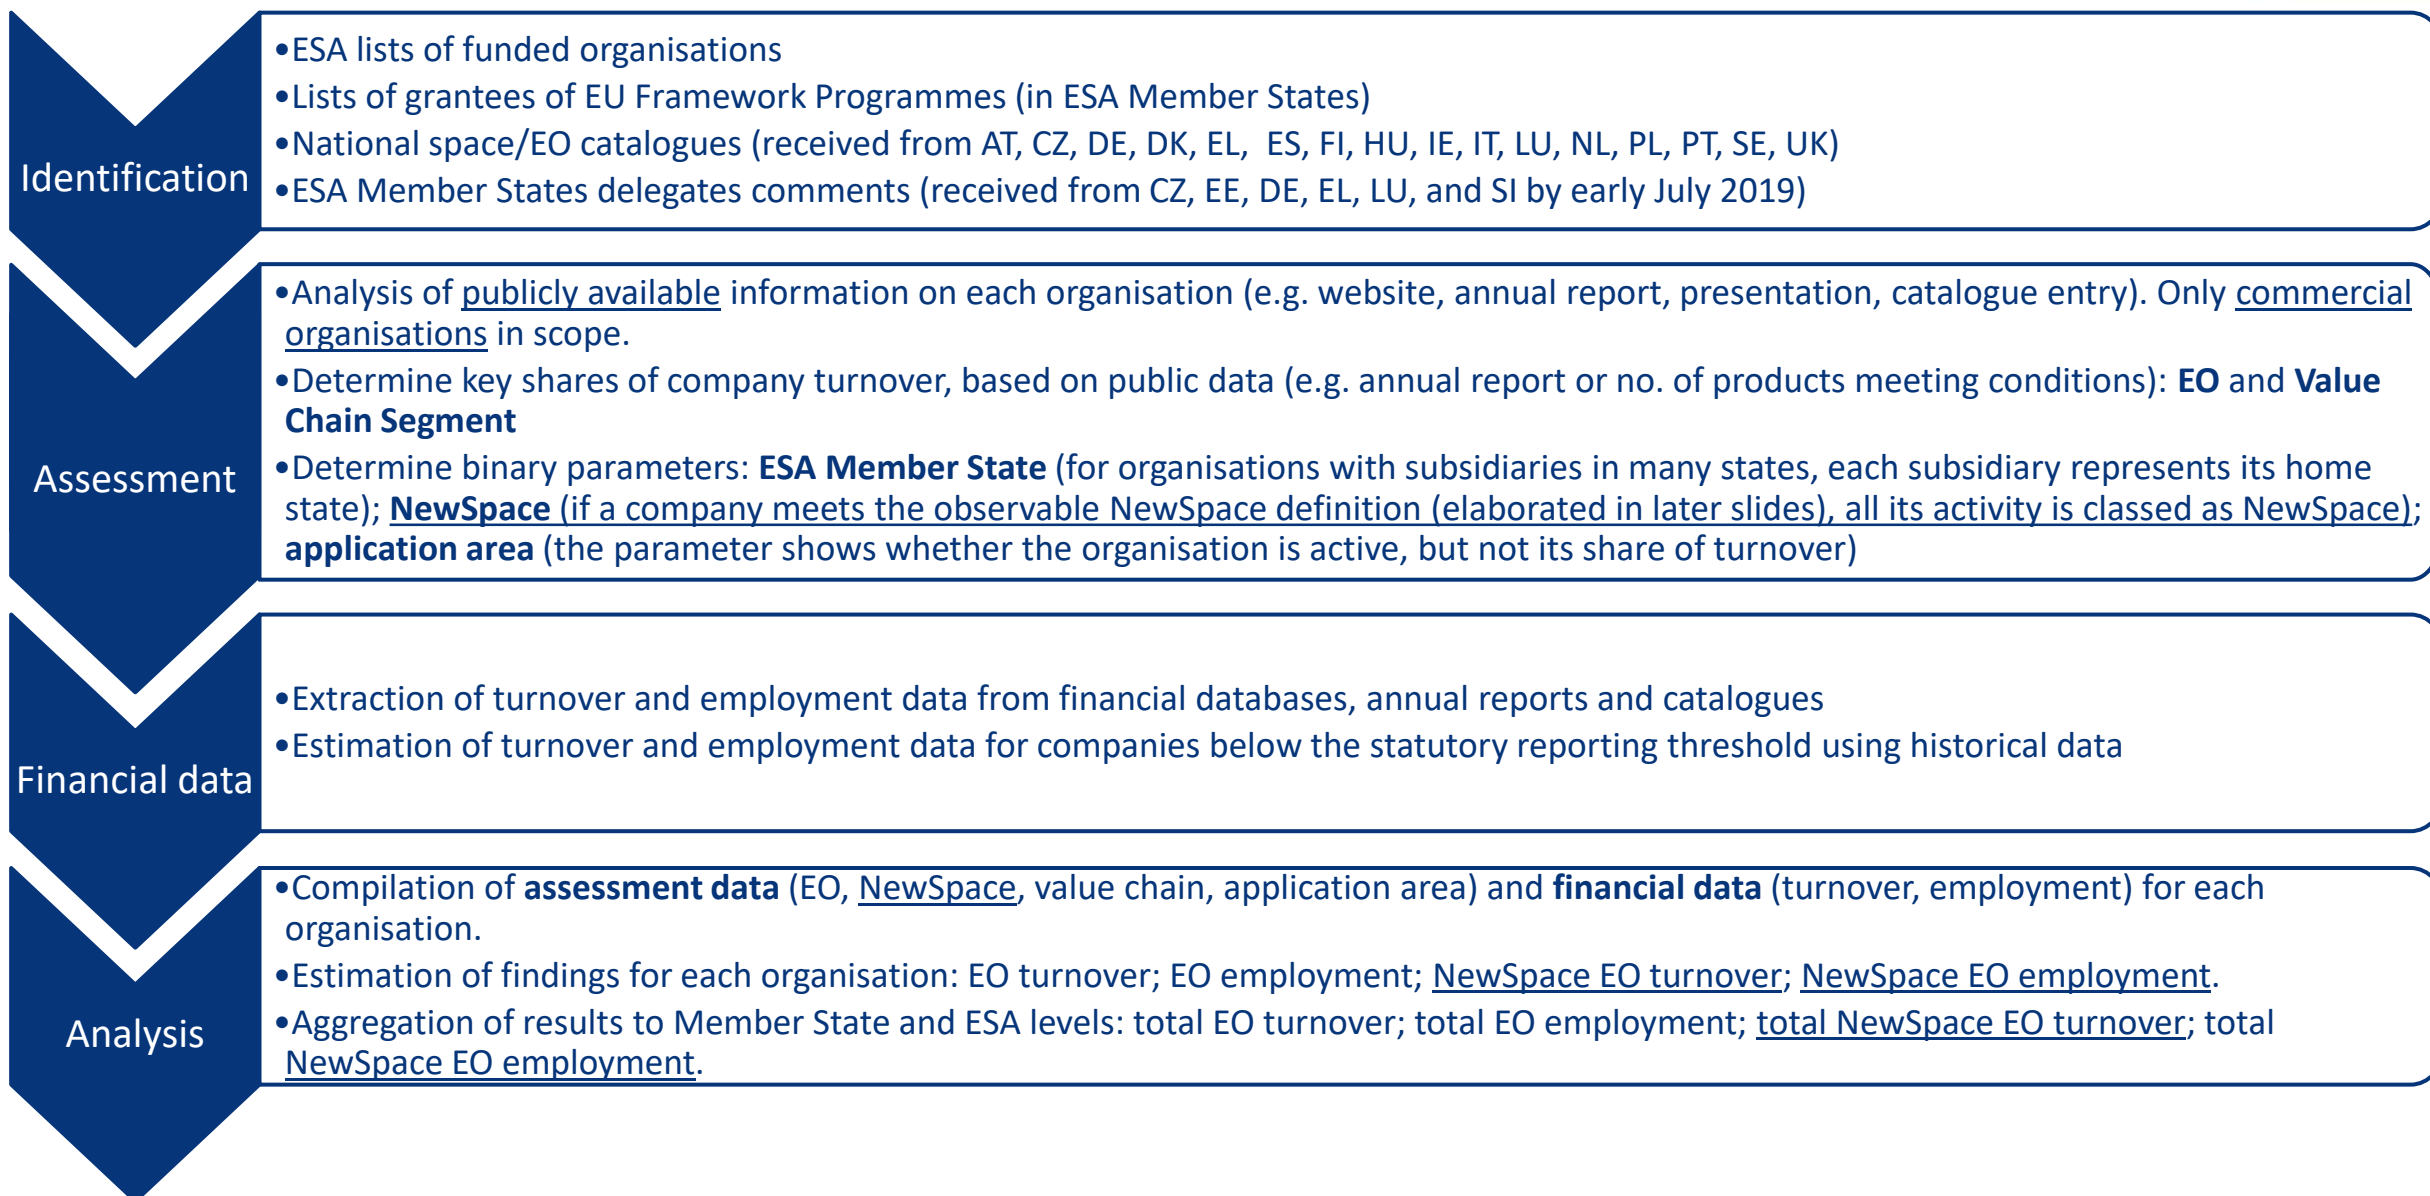 Identification
•ESA lists of funded organisations
•Lists of grantees of EU Framework Programmes (in ESA Member States)
•National space/EO catalogues (received from AT, CZ, DE, DK, EL,  ES, FI, HU, IE, IT, LU, NL, PL, PT, SE, UK)
•ESA Member States delegates comments (received from CZ, EE, DE, EL, LU, and SI by early July 2019)
Assessment
•Analysis of publicly available information on each organisation (e.g. website, annual report, presentation, catalogue entry). Only commercial
organisations in scope.
•Determine key shares of company turnover, based on public data (e.g. annual report or no. of products meeting conditions): EO and Value
Chain Segment
•Determine binary parameters: ESA Member State (for organisations with subsidiaries in many states, each subsidiary represents its home
state); NewSpace (if a company meets the observable NewSpace definition (elaborated in later slides), all its activity is classed as NewSpace);
application area (the parameter shows whether the organisation is active, but not its share of turnover)
Financial data
•Extraction of turnover and employment data from financial databases, annual reports and catalogues
•Estimation of turnover and employment data for companies below the statutory reporting threshold using historical data
Analysis
•Compilation of assessment data (EO, NewSpace, value chain, application area) and financial data (turnover, employment) for each
organisation.
•Estimation of findings for each organisation: EO turnover; EO employment; NewSpace EO turnover; NewSpace EO employment.
•Aggregation of results to Member State and ESA levels: total EO turnover; total EO employment; total NewSpace EO turnover; total
NewSpace EO employment.